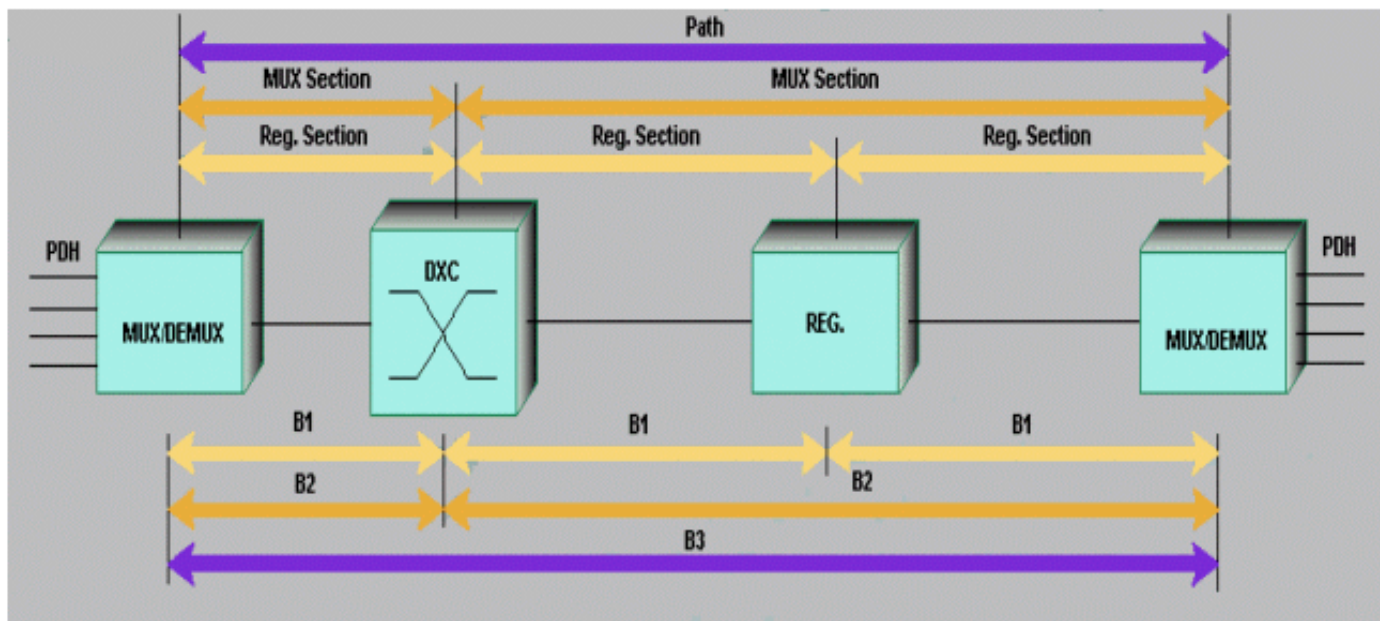 Path
MUX Section
MUX Section
Reg. Section
Reg. Section
Reg. Section
PDH
DXC
PDH
MUX/DEMUX
REG.
MUX/DEMUX
B1
B1
B1
B2
B2
B3